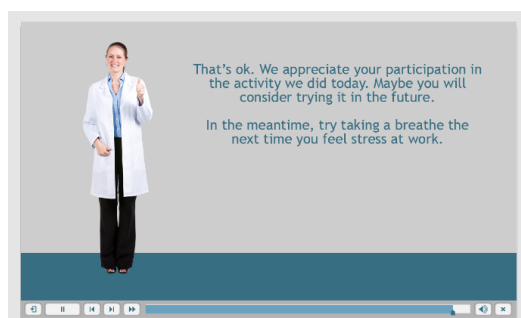 That's ok. We appreciate your participation in
the activity we did today. Maybe you will
consider trying it in the future.
In the meantime, try taking a breathe the
next time you feel stress at work.